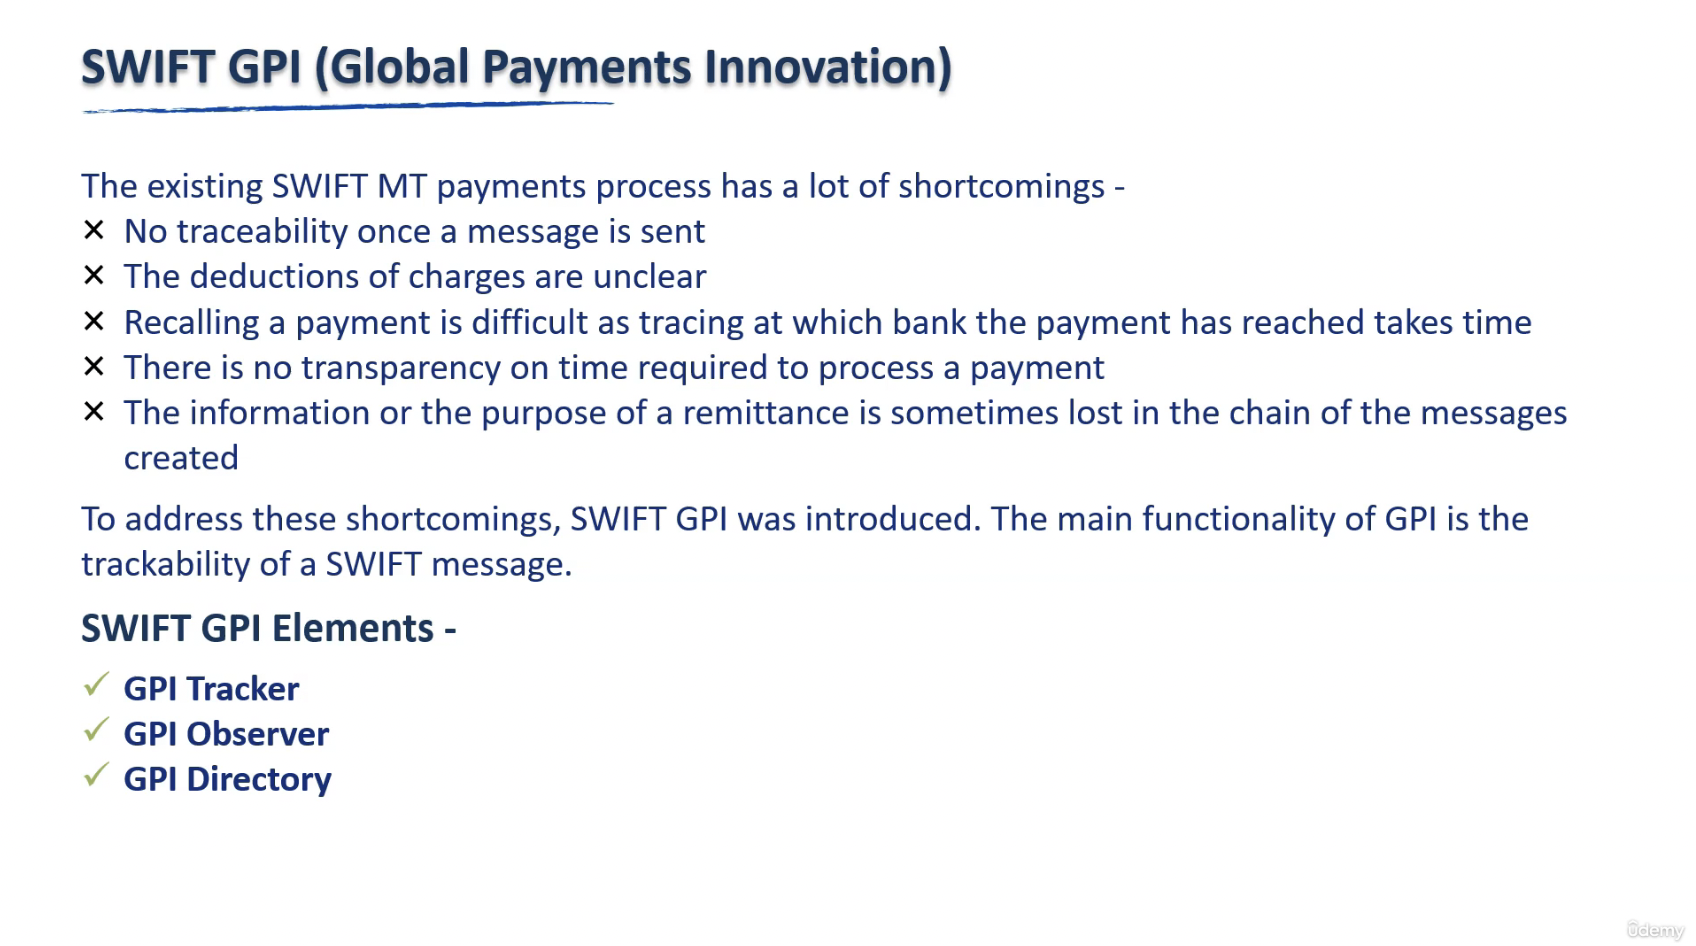 SWIFT GPI (Global Payments Innovation)
The existing SWIFT MT payments process has a lot of shortcomings -
× No traceability once a message is sent
× The deductions of charges are unclear
× Recalling a payment is difficult as tracing at which bank the payment has reached takes time
× There is no transparency on time required to process a payment
× The information or the purpose of a remittance is sometimes lost in the chain of the messages
created
To address these shortcomings, SWIFT GPI was introduced. The main functionality of GPI is the
trackability of a SWIFT message.
SWIFT GPI Elements -
✓ GPI Tracker
✓ GPI Observer
✓ GPI Directory
ûdemy